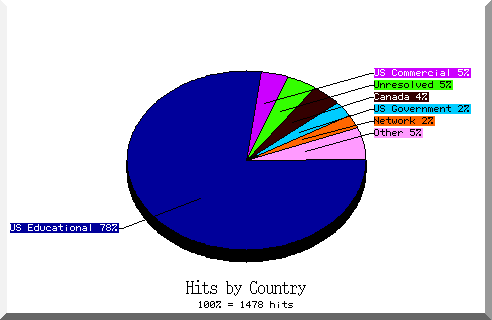 US Commercial 5%
Unresolved 5%
Canada 4%
US Government 2%
Network 2%
Other 5%
US Educational 78%
Hits by Country
100% = 1478 hits